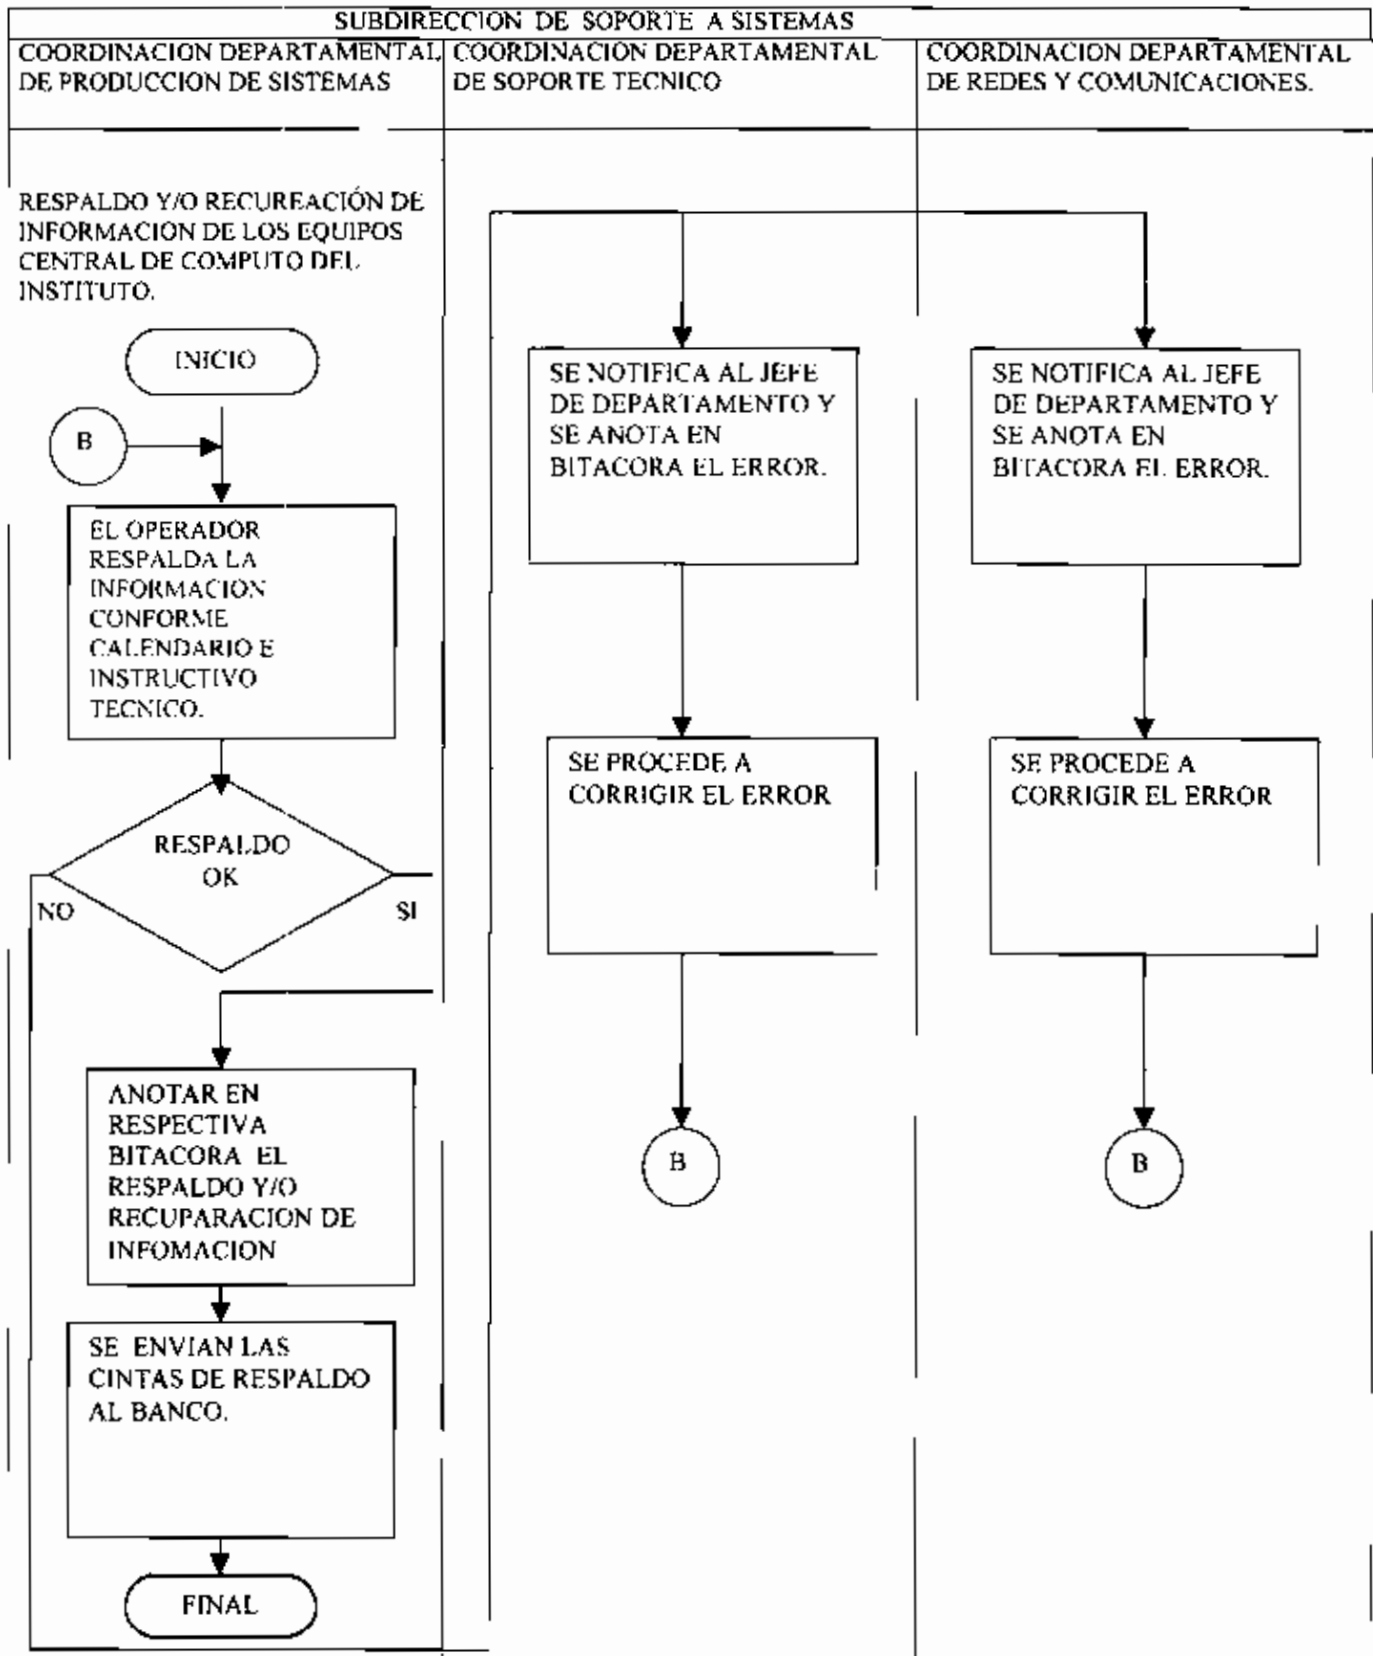 SUBDIRECCION DE SOPORTE A SISTEMAS
COORDINACION DEPARTAMENTAL
DE PRODUCCION DE SISTEMAS
COORDINACION DEPARTAMENTAL
DE SOPORTE TECNICO
COORDINACION DEPARTAMENTAL
DE REDES Y COMUNICACIONES.
RESPALDO Y/O RECUREACIÓN DE
INFORMACION DE LOS EQUIPOS
CENTRAL DE COMPUTO DEL
INSTITUTO.
INICIO
B
EL OPERADOR
RESPALDA LA
INFORMACION
CONFORME
CALENDARIO E
INSTRUCTIVO
TECNICO.
RESPALDO
OK
NO
SI
ANOTAR EN
RESPECTIVA
BITACORA EL
RESPALDO Y/O
RECUPARACION DE
INFOMACION
SE ENVIAN LAS
CINTAS DE RESPALDO
AL BANCO.
FINAL
SE NOTIFICA AL JEFE
DE DEPARTAMENTO Y
SE ANOTA EN
BITACORA EL ERROR.
SE PROCEDE A
CORRIGIR EL ERROR
B
SE NOTIFICA AL JEFE
DE DEPARTAMENTO Y
SE ANOTA EN
BITACORA EL ERROR.
SE PROCEDE A
CORRIGIR EL ERROR
B